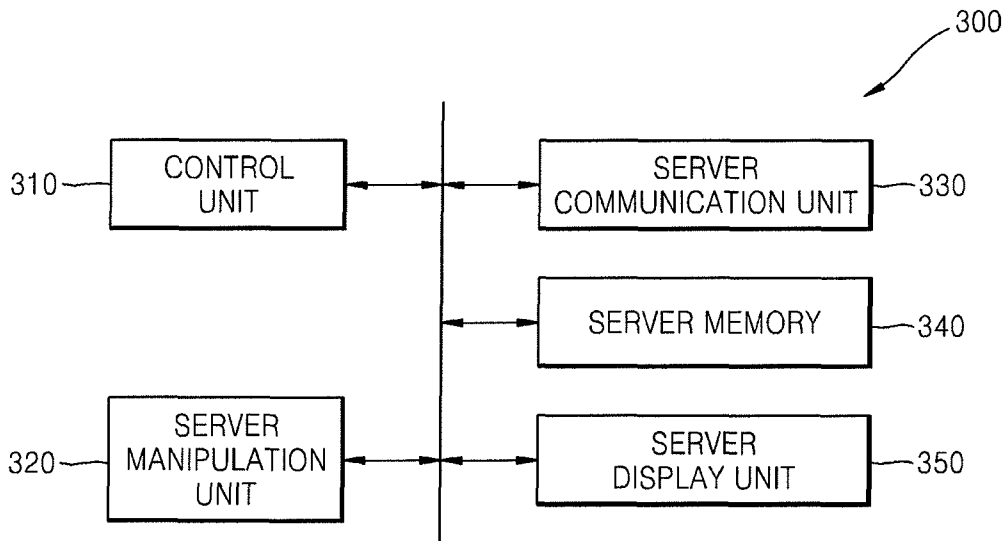 300
310
CONTROL
UNIT
SERVER
COMMUNICATION UNIT
330
SERVER MEMORY
340
320
SERVER
MANIPULATION
UNIT
SERVER
DISPLAY UNIT
350